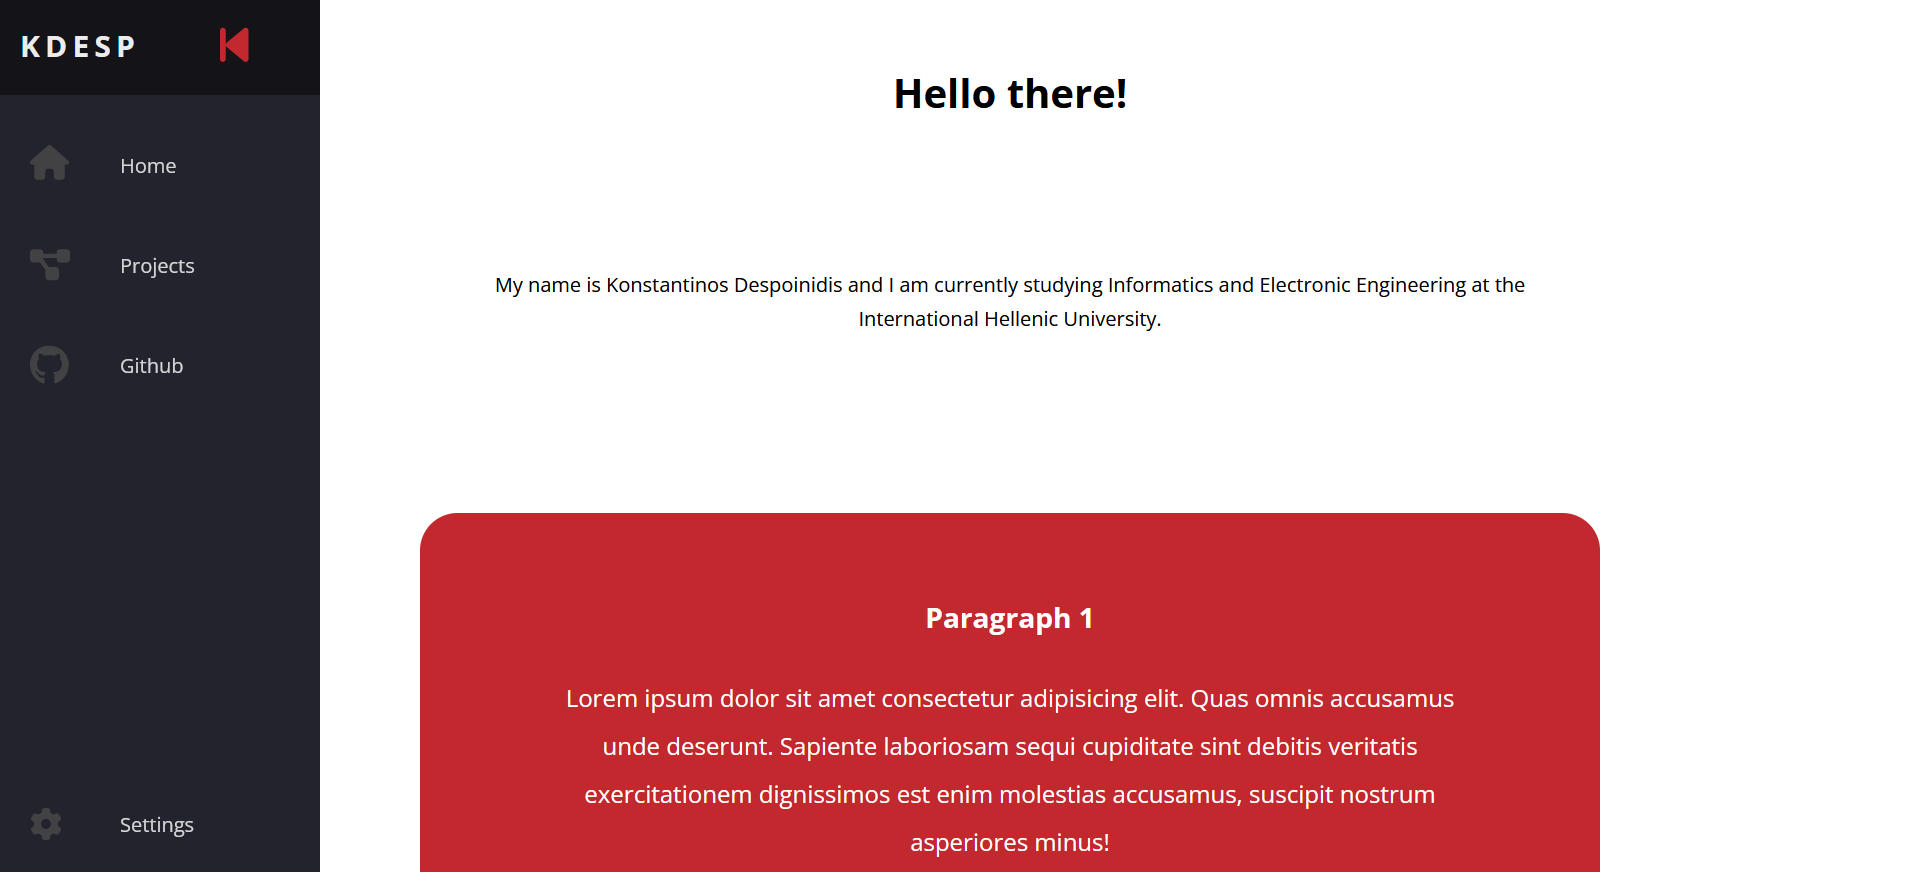 KDESP
Home
Projects
Github
Settings
Hello there!
My name is Konstantinos Despoinidis and I am currently studying Informatics and Electronic Engineering at the
International Hellenic University.
Paragraph 1
Lorem ipsum dolor sit amet consectetur adipisicing elit. Quas omnis accusamus
unde deserunt. Sapiente laboriosam sequi cupiditate sint debitis veritatis
exercitationem dignissimos est enim molestias accusamus, suscipit nostrum
asperiores minus!